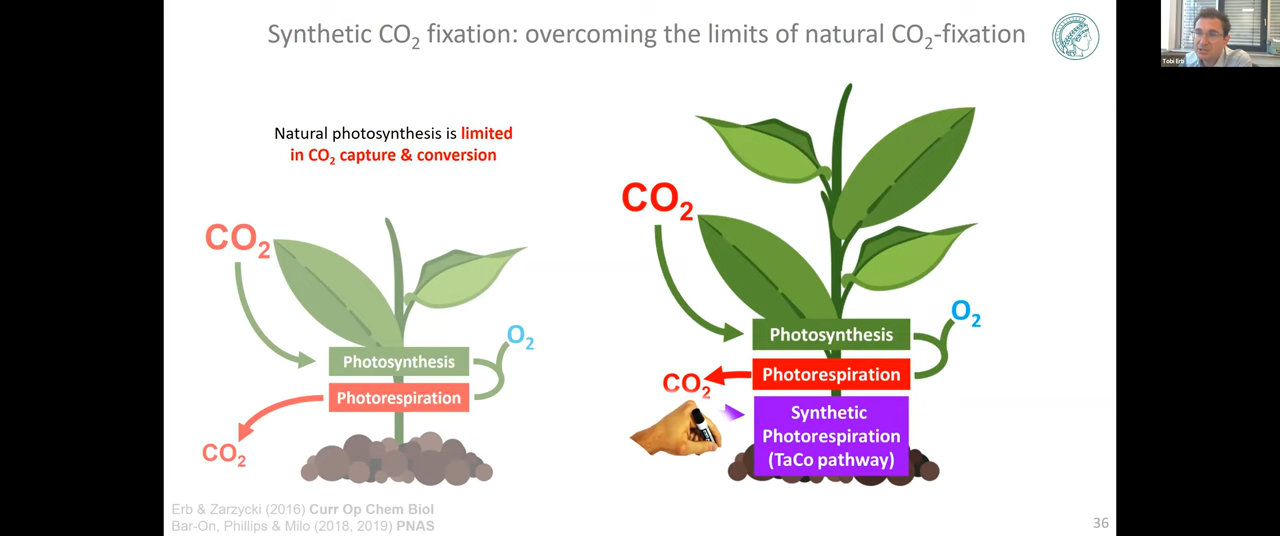 Synthetic CO₂ fixation: overcoming the limits of natural CO₂-fixation
Tobi Erb
Natural photosynthesis is limited
in CO₂ capture & conversion
CO₂
Photosynthesis
O₂
Photorespiration
CO₂
CO₂
Photosynthesis
O₂
Photorespiration
CO₂
Synthetic
Photorespiration
(TaCo pathway)
Erb & Zarzycki (2016) Curr Op Chem Biol
Bar-On, Phillips & Milo (2018, 2019) PNAS
36